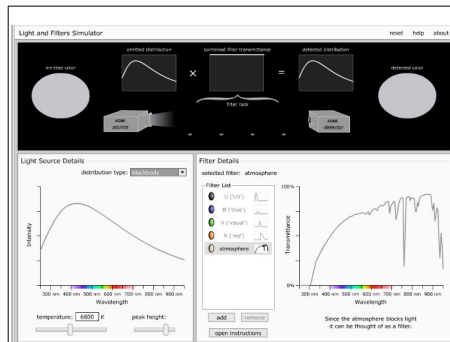 Light and Filters Simulator
reset help about
emitted distribution
combined filter transmittance
detected distribution
emitted color
detected color
×
=
filter rack
ACME
source
ACME
detector
Light Source Details
distribution type: blackbody
Intensity
300 nm 400 nm 500 nm 600 nm 700 nm 800 nm 900 nm
Wavelength
temperature: 6800 K
peak height:
Filter Details
selected filter: atmosphere
Filter List
U ('UV')
B ('blue')
V ('visual')
R ('red')
atmosphere
add remove
open instructions
100%
Transmittance
0%
300 nm 400 nm 500 nm 600 nm 700 nm 800 nm 900 nm
Wavelength
Since the atmosphere blocks light
it can be thought of as a filter.